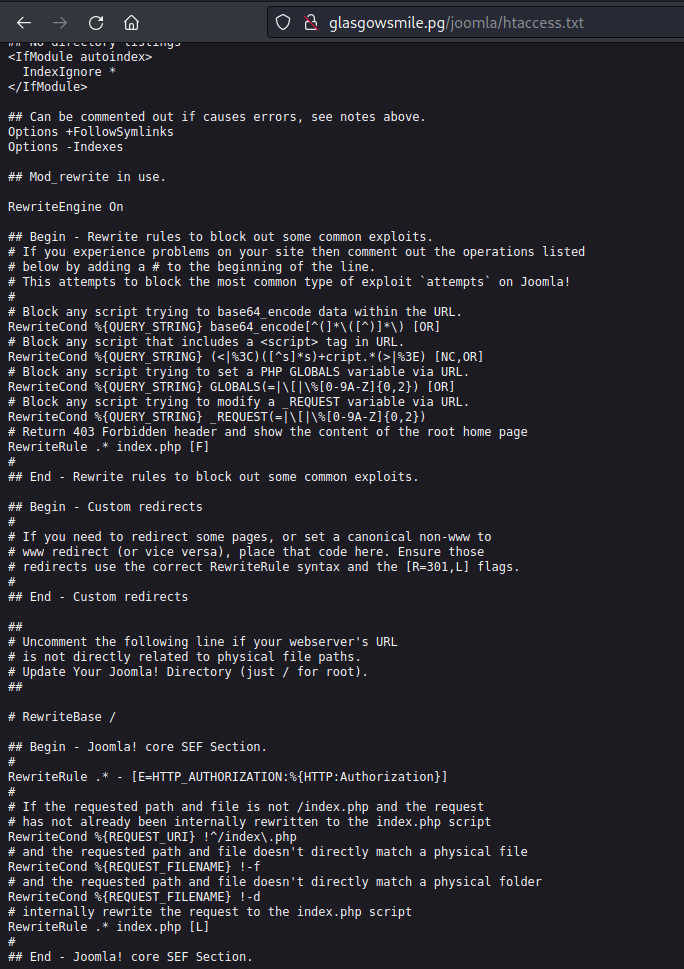 glasgowsmile.pg/joomla/htaccess.txt
## No directory listings
<IfModule autoindex>
  IndexIgnore *
</IfModule>
## Can be commented out if causes errors, see notes above.
Options +FollowSymlinks
Options -Indexes
## Mod_rewrite in use.
RewriteEngine On
## Begin - Rewrite rules to block out some common exploits.
# If you experience problems on your site then comment out the operations listed
# below by adding a # to the beginning of the line.
# This attempts to block the most common type of exploit `attempts` on Joomla!
#
# Block any script trying to base64_encode data within the URL.
RewriteCond %{QUERY_STRING} base64_encode[^(]*\([^)]*\) [OR]
# Block any script that includes a <script> tag in URL.
RewriteCond %{QUERY_STRING} (<|%3C)([^s]*s)+cript.*(>|%3E) [NC,OR]
# Block any script trying to set a PHP GLOBALS variable via URL.
RewriteCond %{QUERY_STRING} GLOBALS(=|\[|\%[0-9A-Z]{0,2}) [OR]
# Block any script trying to modify a _REQUEST variable via URL.
RewriteCond %{QUERY_STRING} _REQUEST(=|\[|\%[0-9A-Z]{0,2})
# Return 403 Forbidden header and show the content of the root home page
RewriteRule .* index.php [F]
#
## End - Rewrite rules to block out some common exploits.
## Begin - Custom redirects
#
# If you need to redirect some pages, or set a canonical non-www to
# www redirect (or vice versa), place that code here. Ensure those
# redirects use the correct RewriteRule syntax and the [R=301,L] flags.
#
## End - Custom redirects
##
# Uncomment the following line if your webserver's URL
# is not directly related to physical file paths.
# Update Your Joomla! Directory (just / for root).
##
# RewriteBase /
## Begin - Joomla! core SEF Section.
#
RewriteRule .* - [E=HTTP_AUTHORIZATION:%{HTTP:Authorization}]
#
# If the requested path and file is not /index.php and the request
# has not already been internally rewritten to the index.php script
RewriteCond %{REQUEST_URI} !^/index\.php
# and the requested path and file doesn't directly match a physical file
RewriteCond %{REQUEST_FILENAME} !-f
# and the requested path and file doesn't directly match a physical folder
RewriteCond %{REQUEST_FILENAME} !-d
# internally rewrite the request to the index.php script
RewriteRule .* index.php [L]
#
## End - Joomla! core SEF Section.